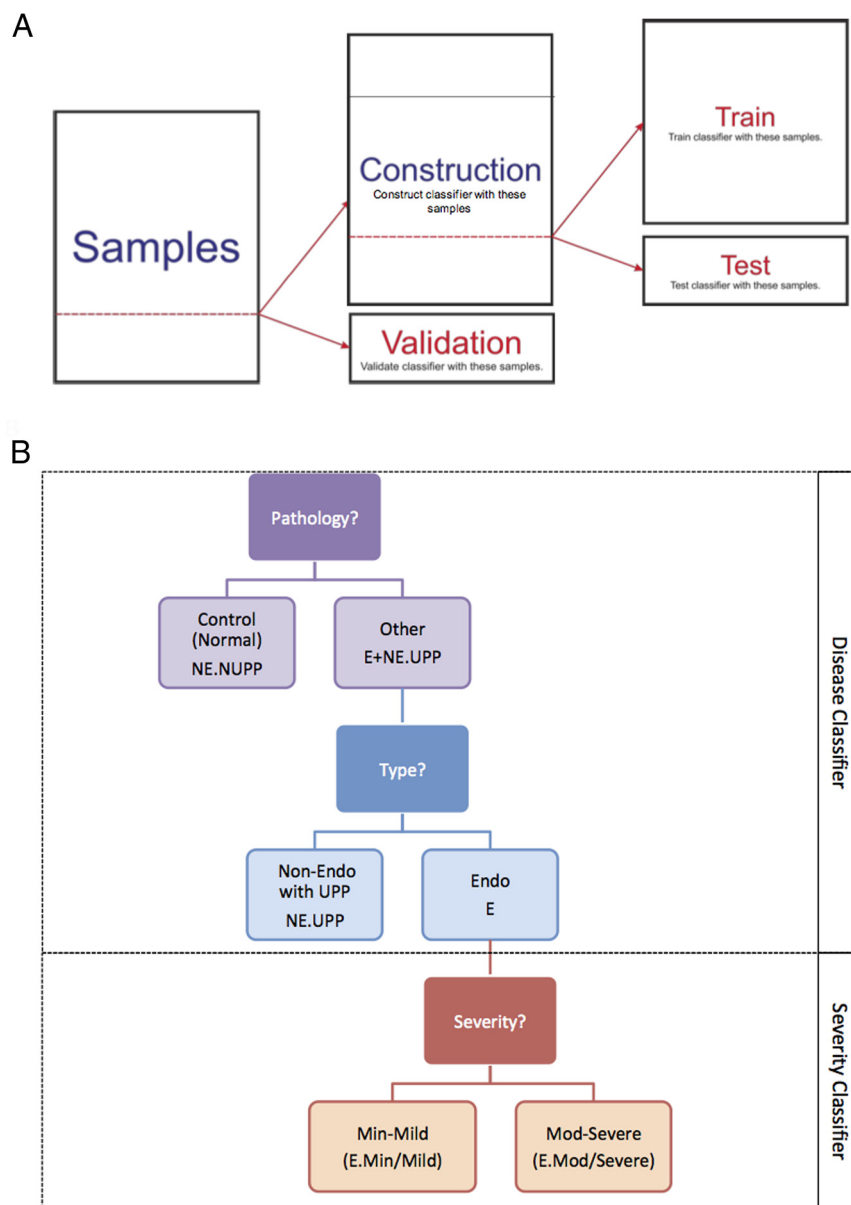 A
Samples
Construction
Construct classifier with these
samples
Validation
Validate classifier with these samples.
Train
Train classifier with these samples.
Test
Test classifier with these samples.
B
Pathology?
Control
(Normal)
NE.NUPP
Other
E+NE.UPP
Type?
Non-Endo
with UPP
NE.UPP
Endo
E
Disease Classifier
Severity?
Min-Mild
(E.Min/Mild)
Mod-Severe
(E.Mod/Severe)
Severity Classifier